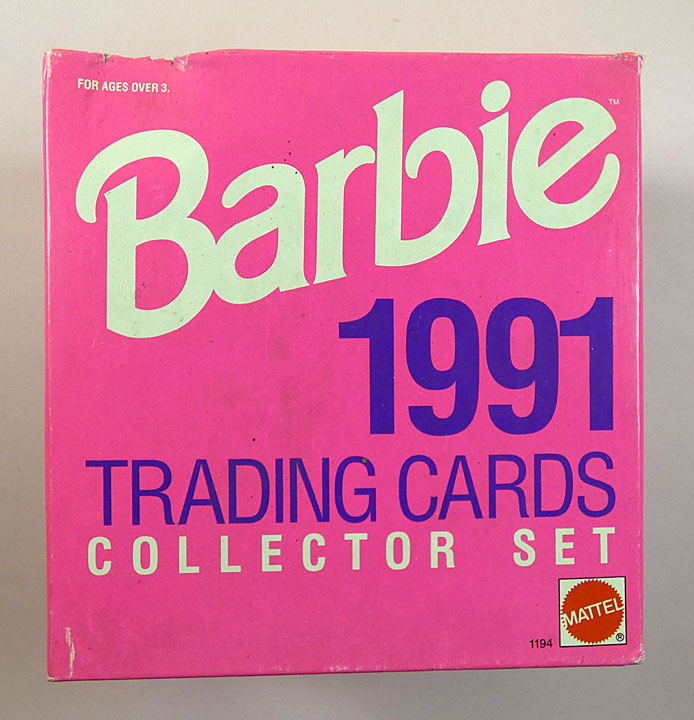 FOR AGES OVER 3.
Barbie™
1991
TRADING CARDS
COLLECTOR SET
MATTEL®
1194